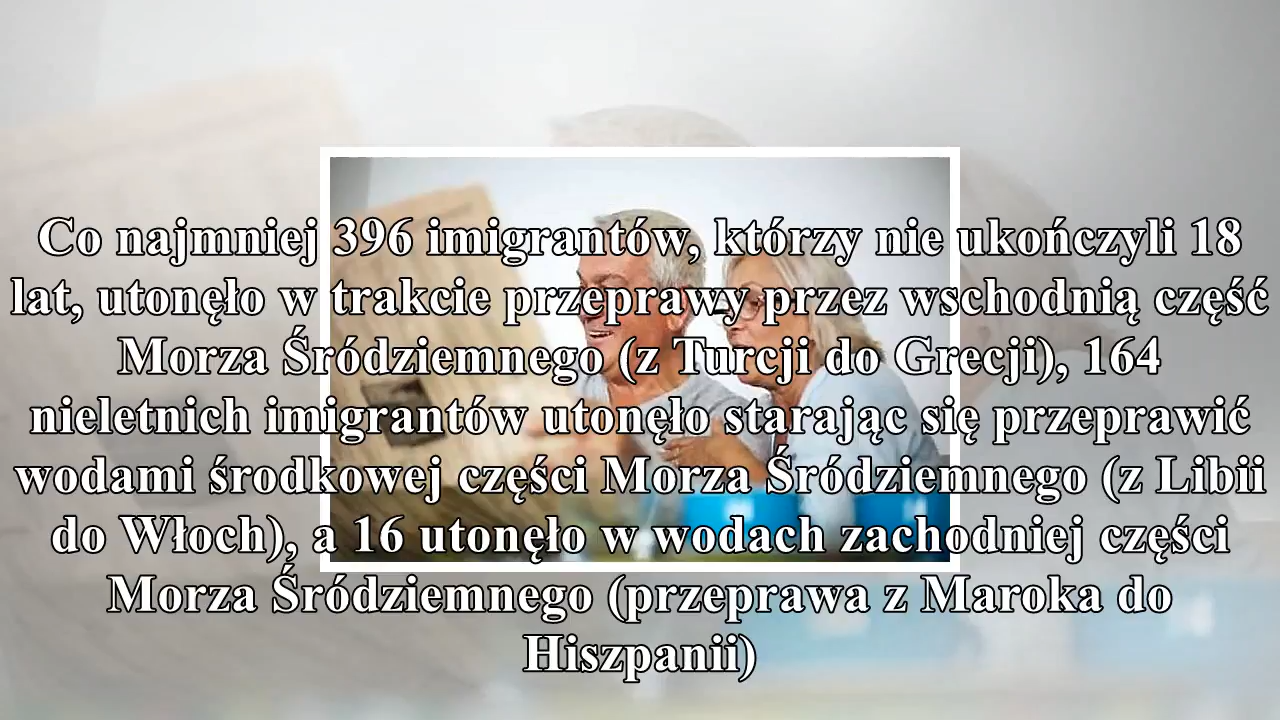 Co najmniej 396 imigrantów, którzy nie ukończyli 18
lat, utonęło w trakcie przeprawy przez wschodnią część
Morza Śródziemnego (z Turcji do Grecji), 164
nieletnich imigrantów utonęło starając się przeprawić
wodami środkowej części Morza Śródziemnego (z Libii
do Włoch), a 16 utonęło w wodach zachodniej części
Morza Śródziemnego (przeprawa z Maroka do
Hiszpanii)